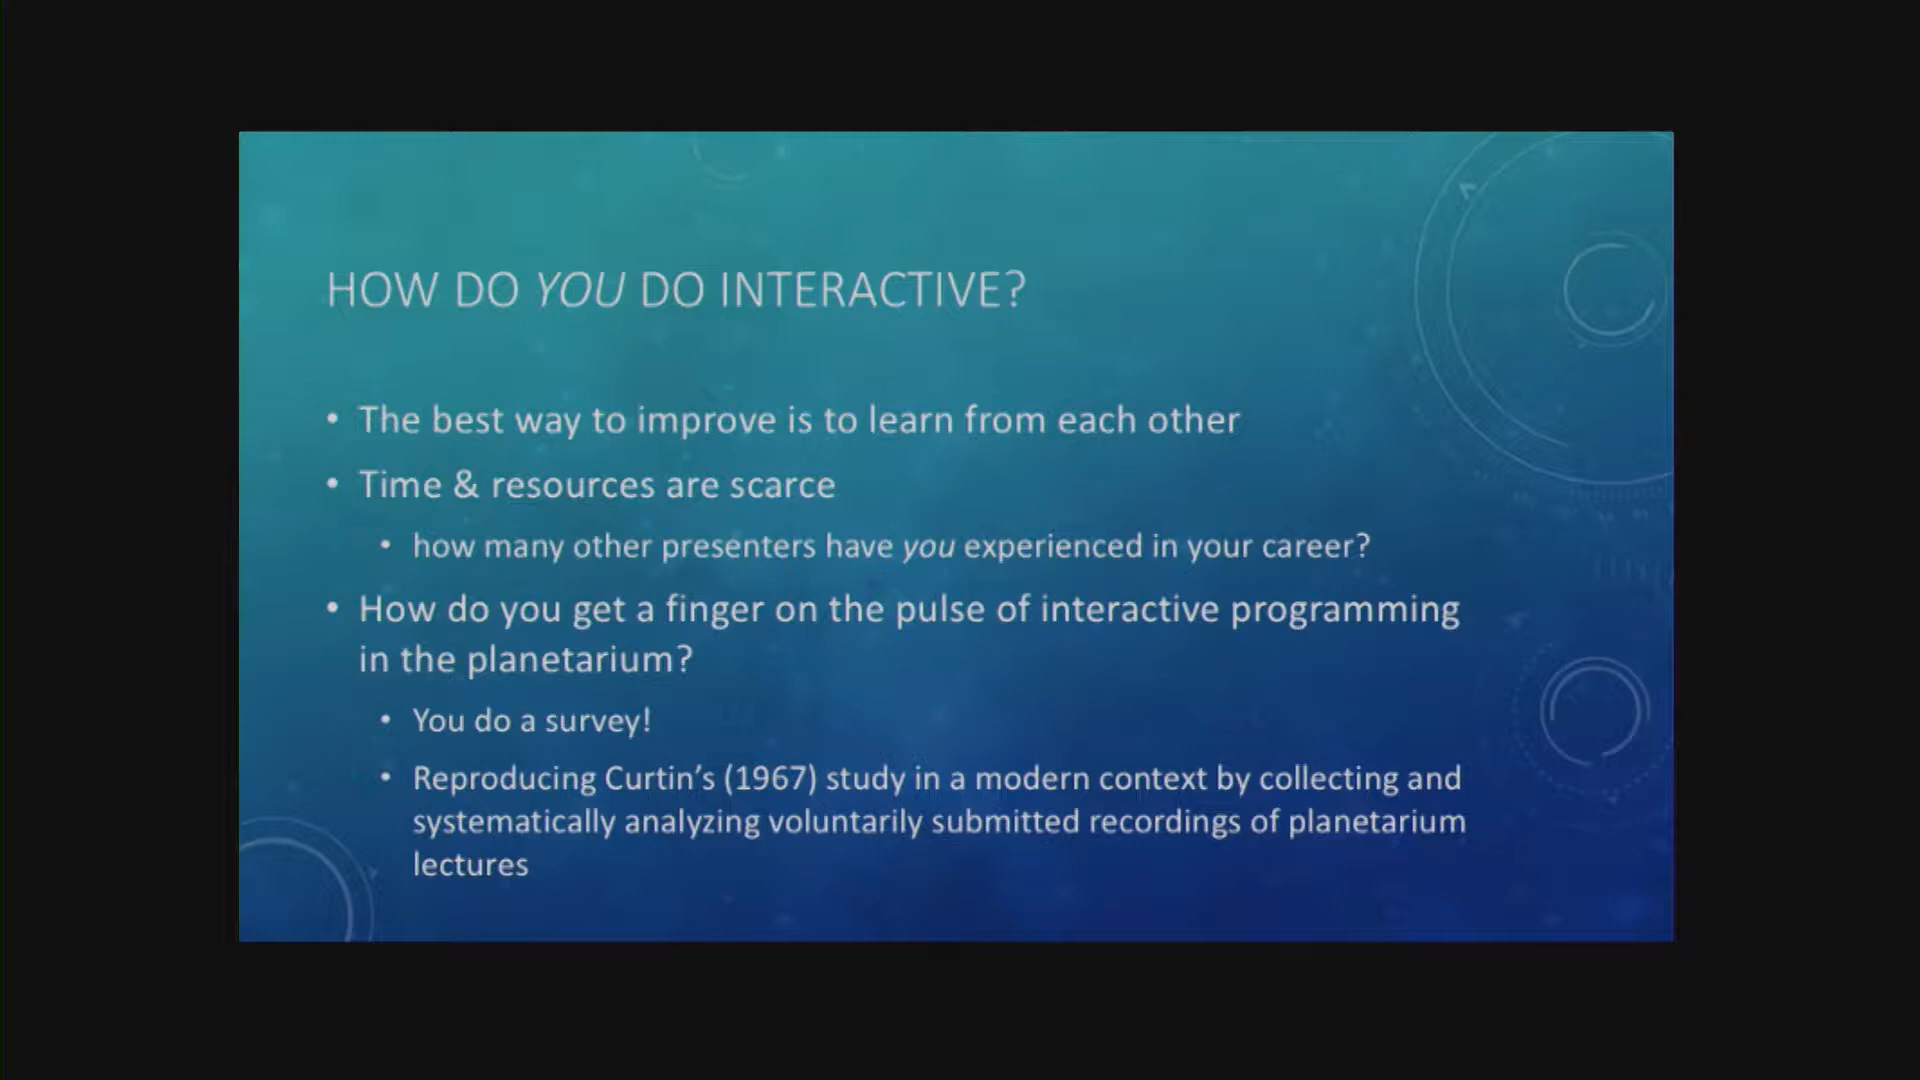 HOW DO YOU DO INTERACTIVE?
• The best way to improve is to learn from each other
• Time & resources are scarce
• how many other presenters have you experienced in your career?
• How do you get a finger on the pulse of interactive programming
in the planetarium?
• You do a survey!
• Reproducing Curtin's (1967) study in a modern context by collecting and
systematically analyzing voluntarily submitted recordings of planetarium
lectures